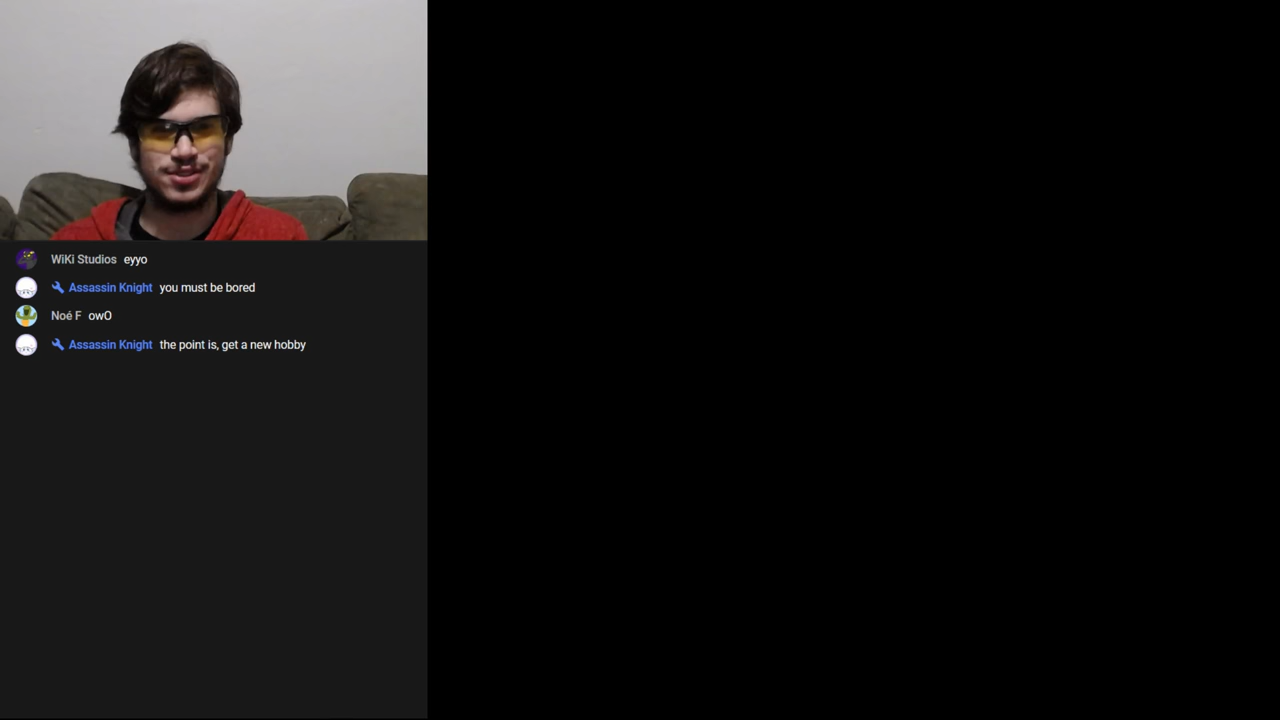 WiKi Studios eyyo
Assassin Knight you must be bored
Noé F owO
Assassin Knight the point is, get a new hobby